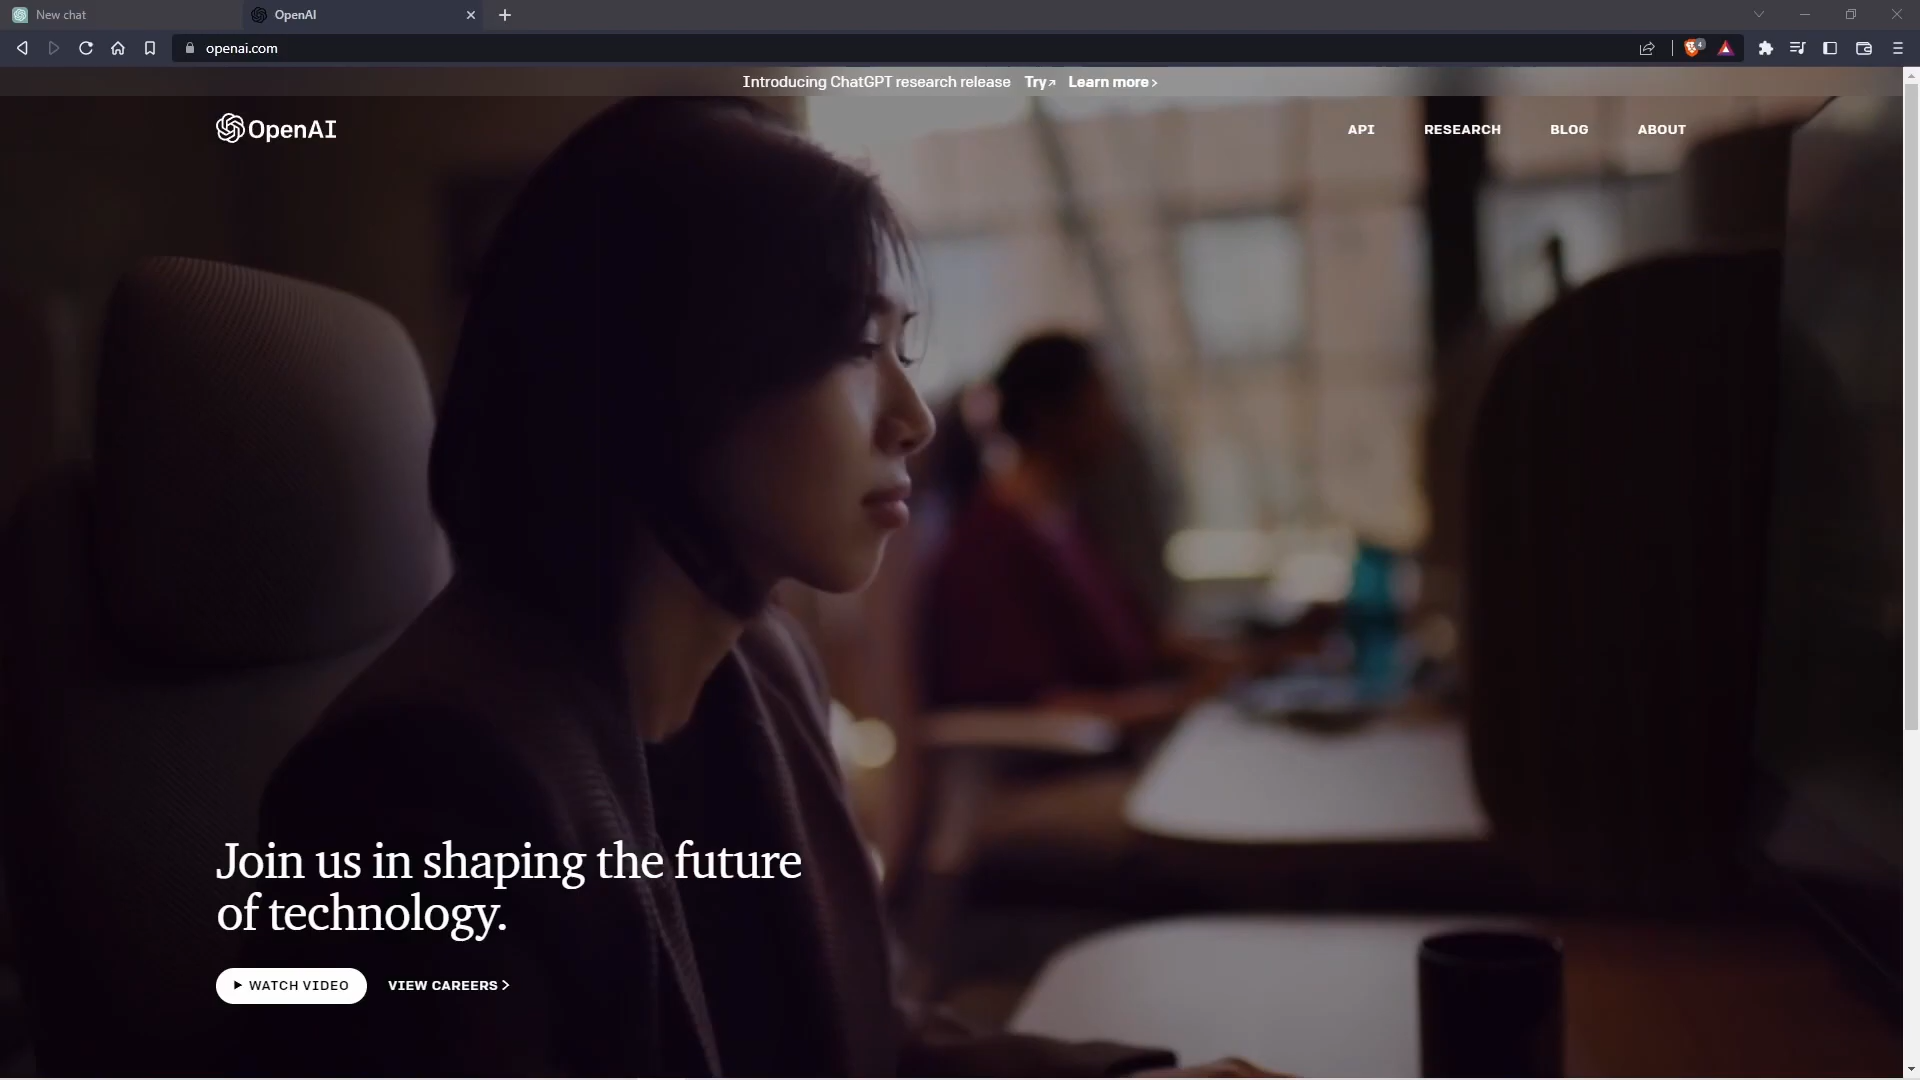 New chat
OpenAI
openai.com
4
Introducing ChatGPT research release Try↗ Learn more ›
OpenAI
API RESEARCH BLOG ABOUT
Join us in shaping the future
of technology.
WATCH VIDEO VIEW CAREERS >